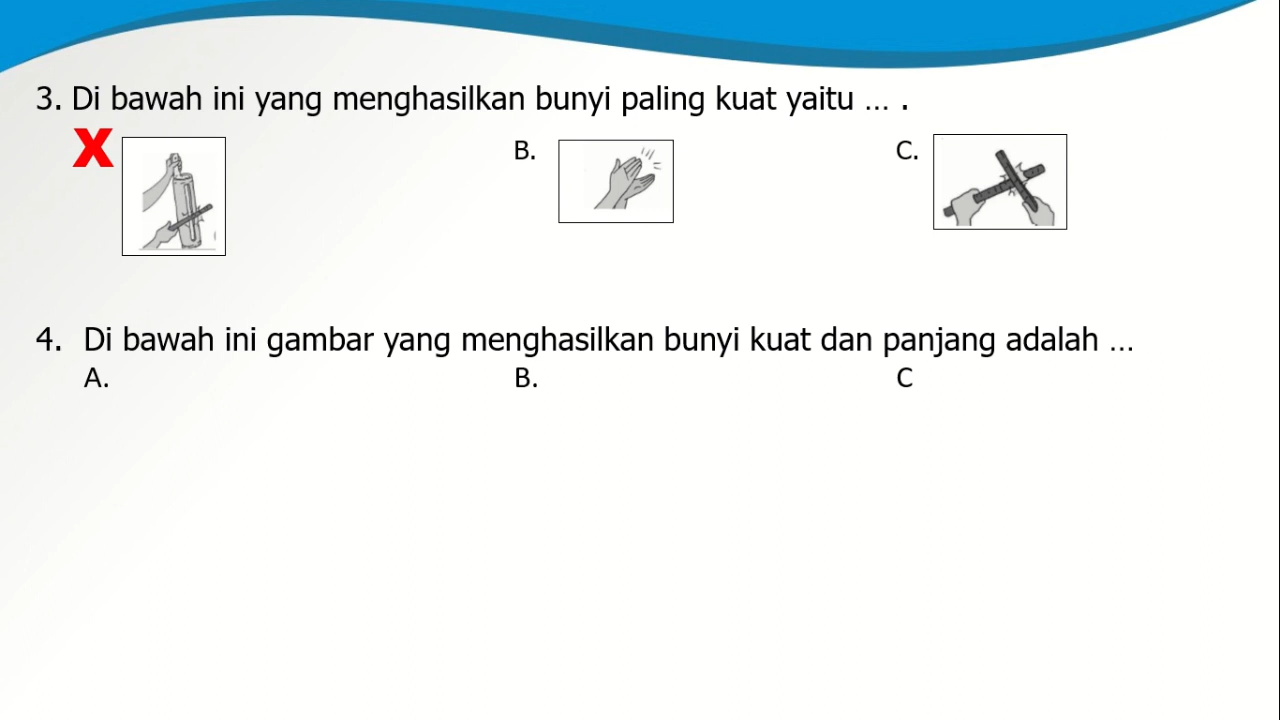 3. Di bawah ini yang menghasilkan bunyi paling kuat yaitu ... .
X B. C.
4. Di bawah ini gambar yang menghasilkan bunyi kuat dan panjang adalah ...
A. B. C